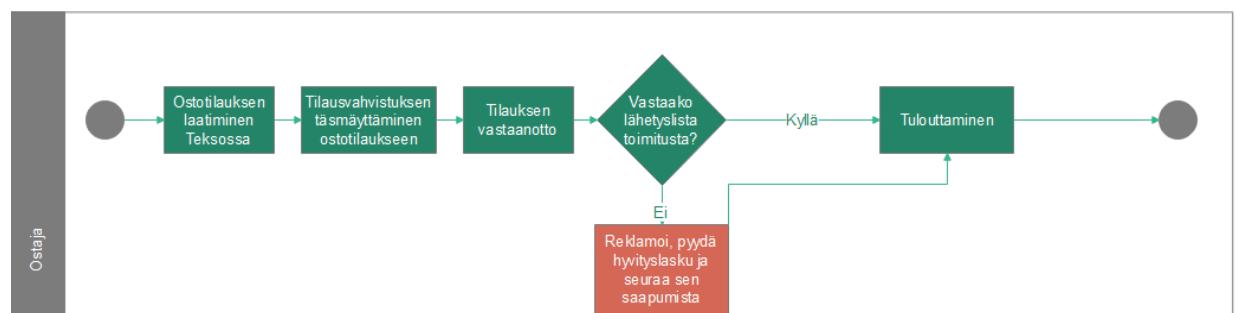 Ostaja
Ostotilauksen
laatiminen
Teksossa
Tilausvahvistuksen
täsmäyttäminen
ostotilaukseen
Tilauksen
vastaanotto
Vastaako
lähetyslista
toimitusta?
Kyllä
Tulouttaminen
Ei
Reklamoi, pyydä
hyvityslasku ja
seuraa sen
saapumista